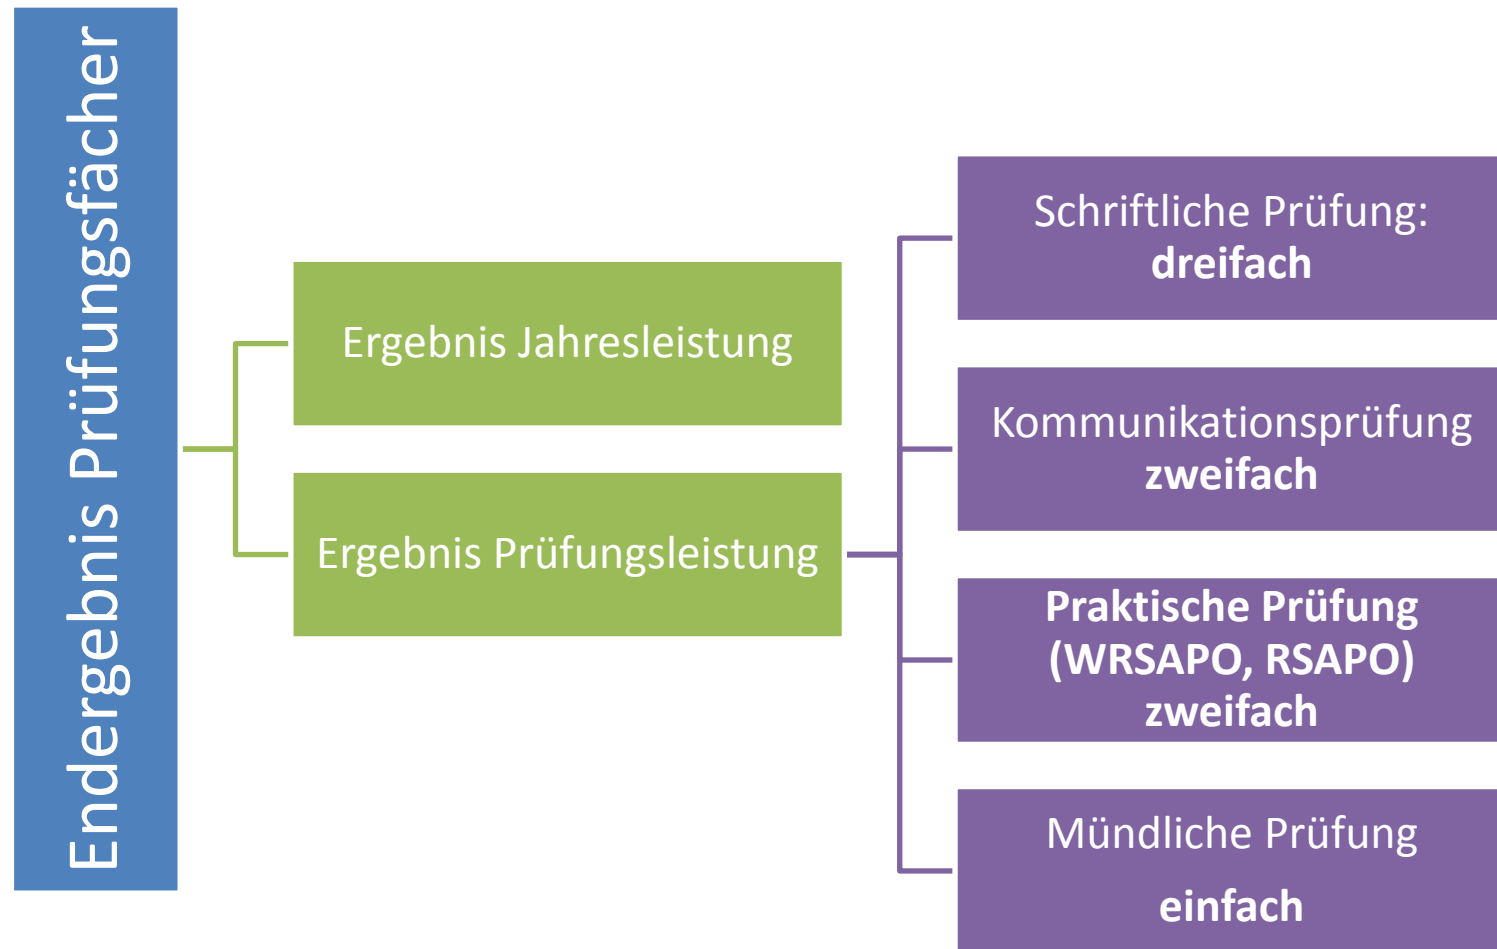 Endergebnis Prüfungsfächer
Ergebnis Jahresleistung
Ergebnis Prüfungsleistung
Schriftliche Prüfung:
dreifach
Kommunikationsprüfung
zweifach
Praktische Prüfung
(WRSAPO, RSAPO)
zweifach
Mündliche Prüfung
einfach